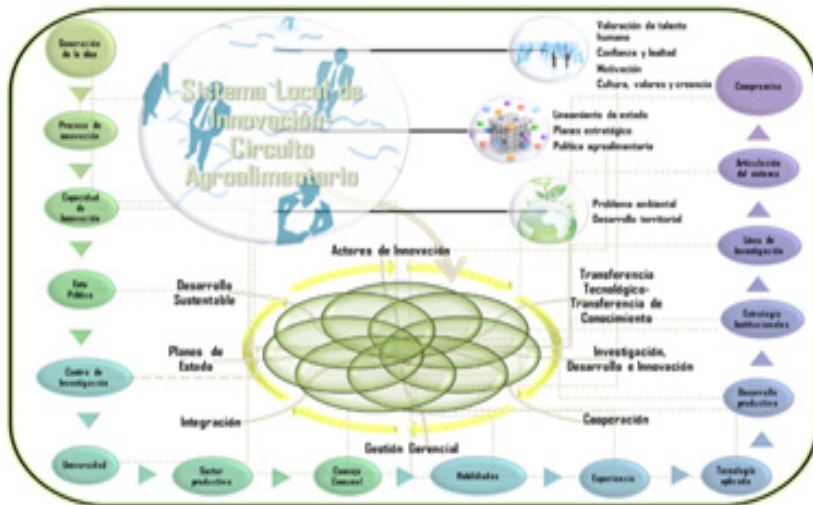 Generación
de la idea
Proceso de
innovación
Capacidad
de
Innovación
Ente
Público
Centro de
Investigación
Universidad
Sector
productivo
Consejo
Comunal
Habilidades
Experiencia
Tecnología
aplicada
Desarrollo
productivo
Estrategia
Institucionales
Línea de
Investigación
Articulación
del sistema
Compromiso
Sistema Local de
Innovación-
Circuito
Agroalimentario
Valoración de talento
humano
Confianza y lealtad
Motivación
Cultura, valores y creencia
Lineamiento de estado
Planes estratégico
Política agroalimentaria
Problema ambiental
Desarrollo territorial
Actores de Innovación
Desarrollo
Sustentable
Transferencia
Tecnológico-
Transferencia de
Conocimiento
Planes de
Estado
Investigación,
Desarrollo e Innovación
Integración
Cooperación
Gestión Gerencial